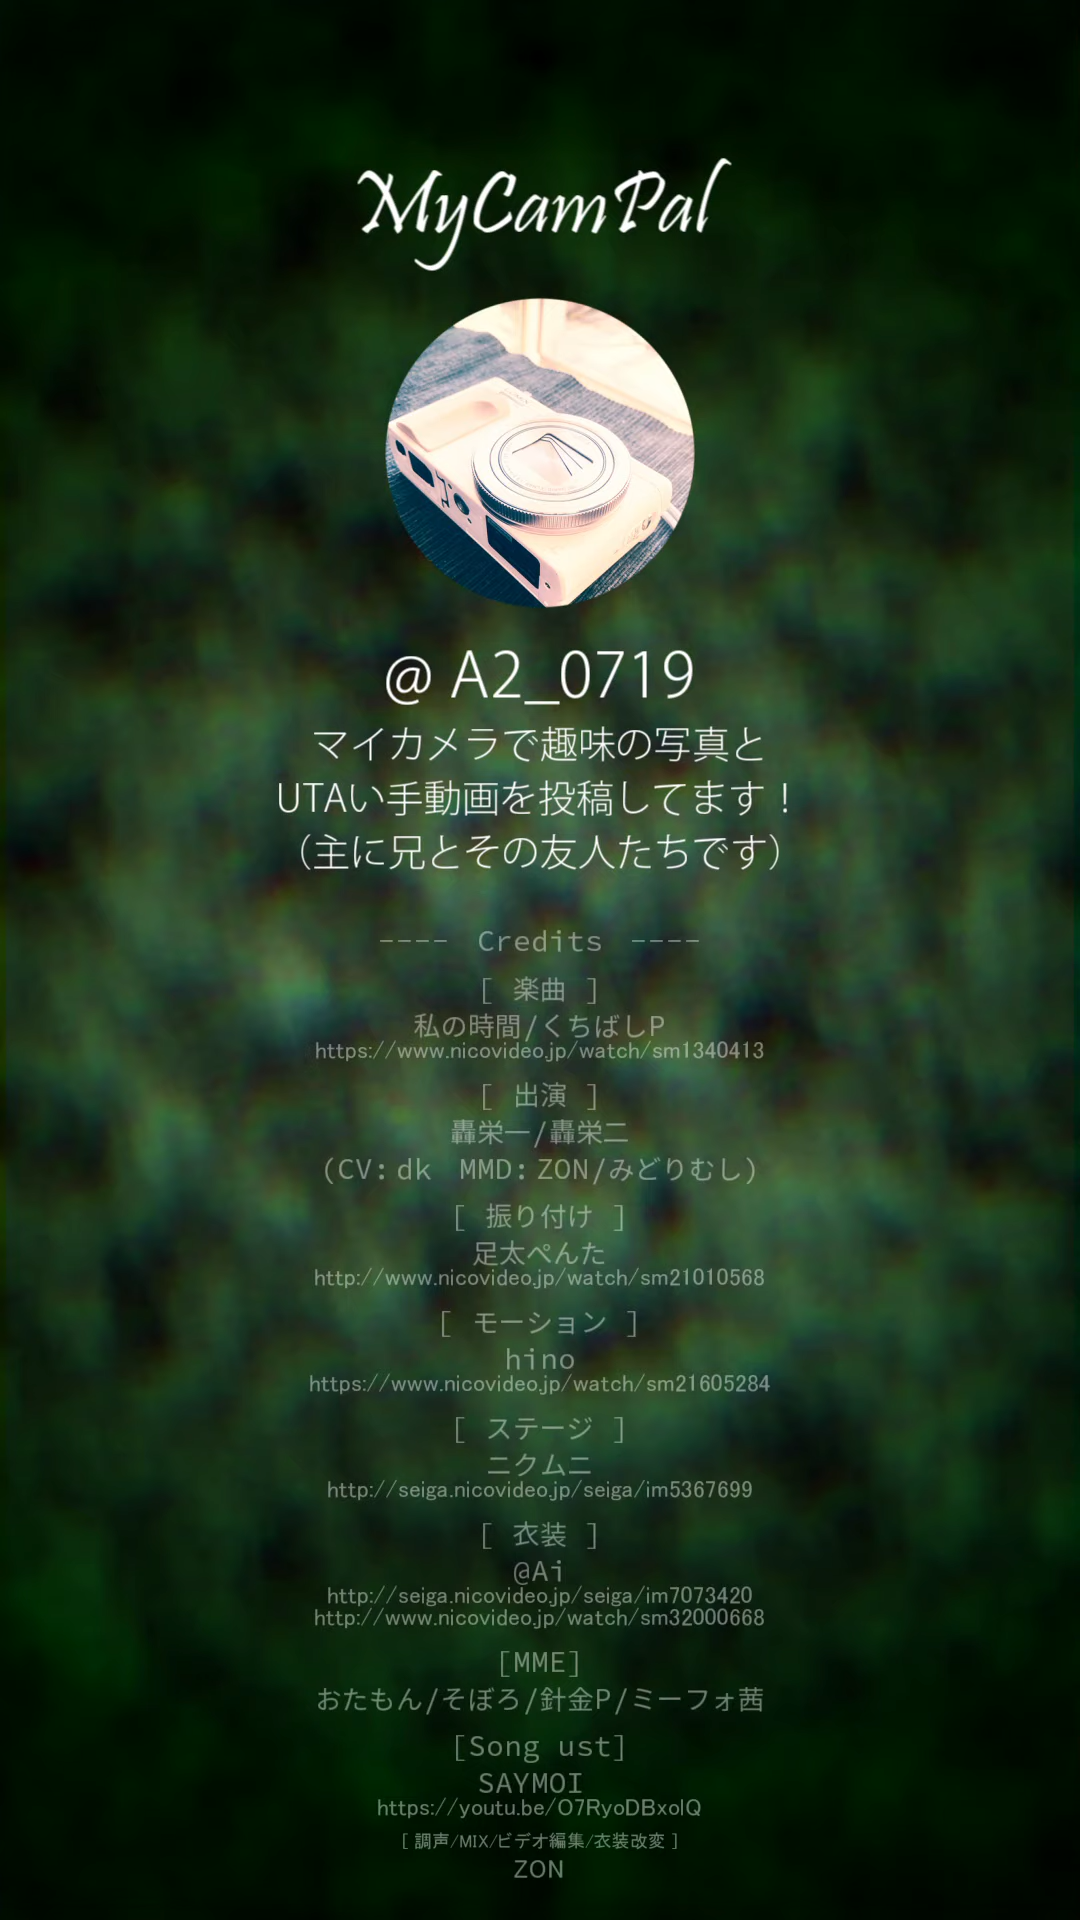 MyCamPal
@ A2_0719
マイカメラで趣味の写真と
UTAい手動画を投稿してます！
（主に兄とその友人たちです）
---- Credits ----
[ 楽曲 ]
私の時間/くちばしP
https://www.nicovideo.jp/watch/sm1340413
[ 出演 ]
轟栄一/轟栄二
(CV:dk MMD:ZON/みどりむし)
[ 振り付け ]
足太ぺんた
http://www.nicovideo.jp/watch/sm21010568
[ モーション ]
hino
https://www.nicovideo.jp/watch/sm21605284
[ ステージ ]
ニクムニ
http://seiga.nicovideo.jp/seiga/im5367699
[ 衣装 ]
@Ai
http://seiga.nicovideo.jp/seiga/im7073420
http://www.nicovideo.jp/watch/sm32000668
[MME]
おたもん/そぼろ/針金P/ミーフォ茜
[Song ust]
SAYMOI
https://youtu.be/O7RyoDBxolQ
[ 調声/MIX/ビデオ編集/衣装改変 ]
ZON